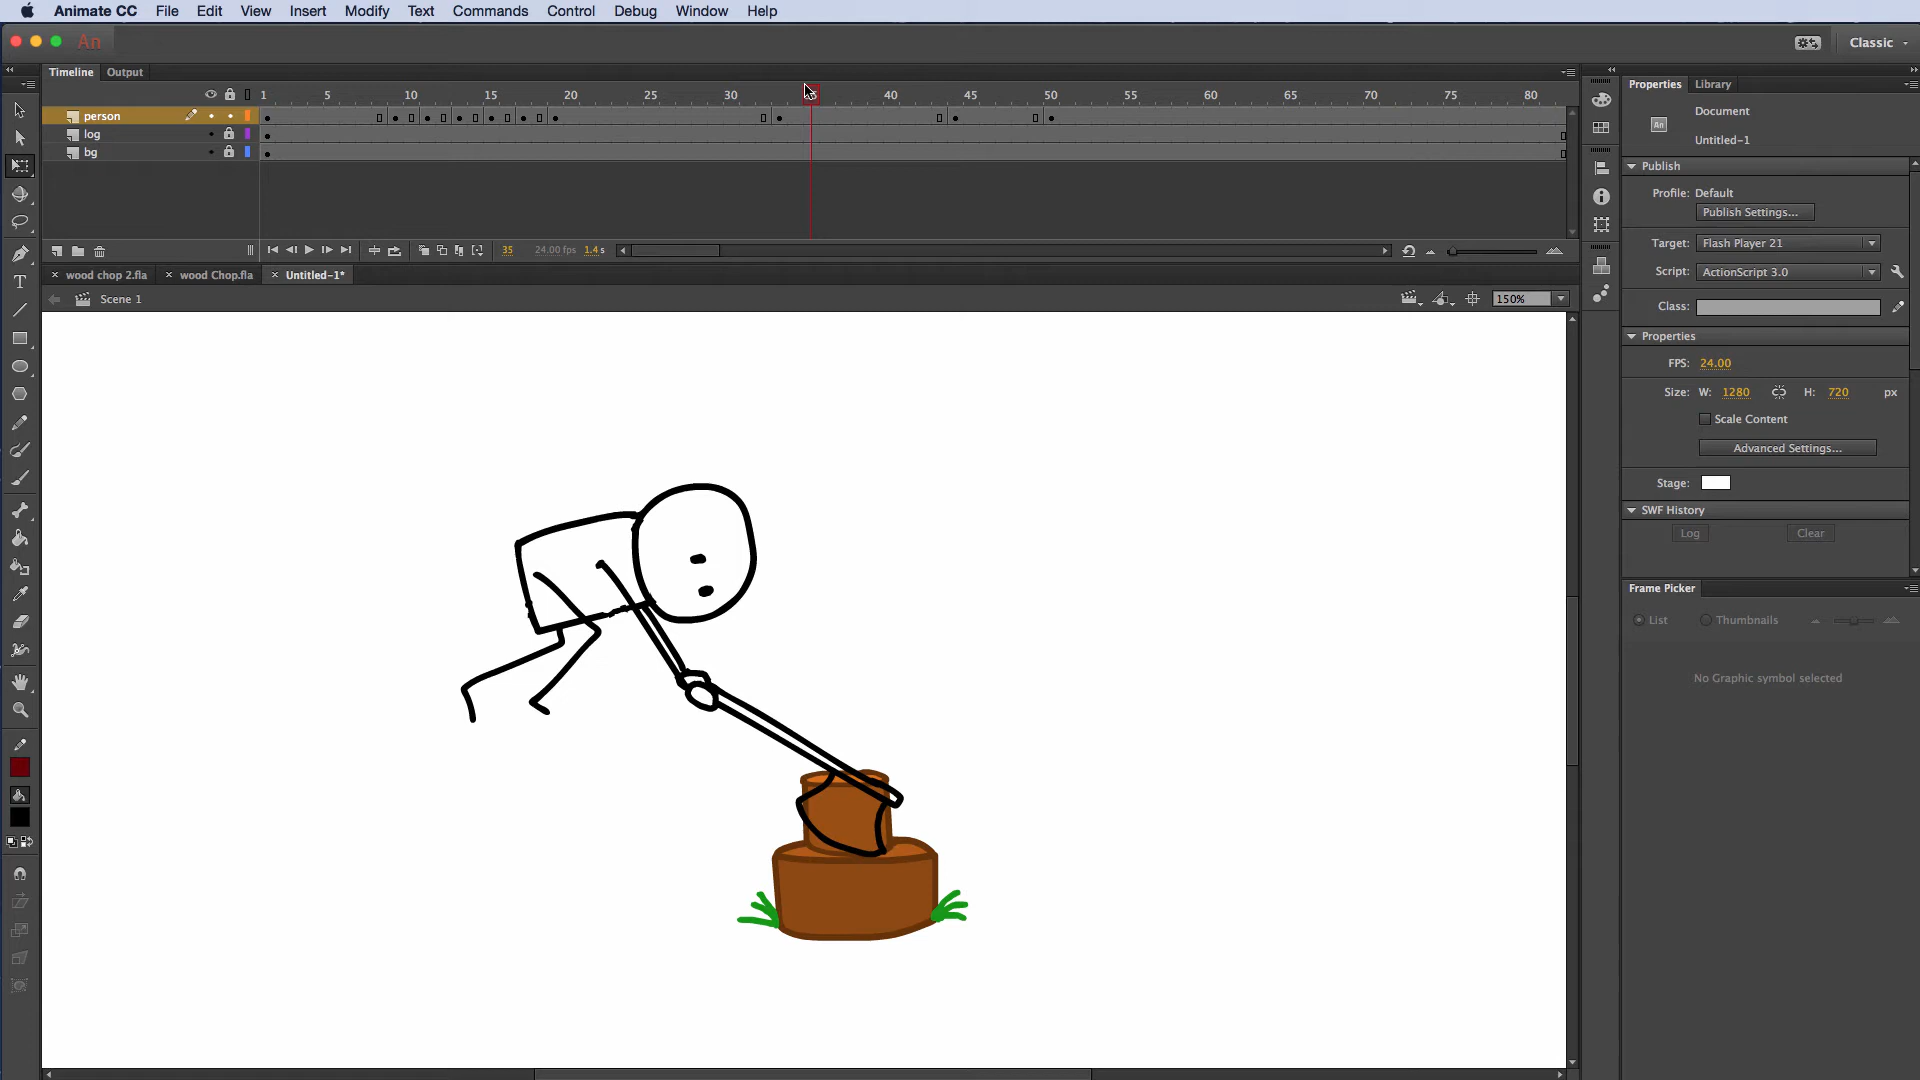 Animate CC File Edit View Insert Modify Text Commands Control Debug Window Help
An Classic
Timeline Output
1 5 10 15 20 25 30 40 45 50 55 60 65 70 75 80
person
log
bg
35 24.00 fps 1.4 s
wood chop 2.fla wood Chop.fla Untitled-1*
Scene 1 150%
Properties Library
Document
An Untitled-1
Publish
Profile: Default
Publish Settings...
Target: Flash Player 21
Script: ActionScript 3.0
Class:
Properties
FPS: 24.00
Size: W: 1280 H: 720 px
Scale Content
Advanced Settings...
Stage:
SWF History
Log Clear
Frame Picker
List Thumbnails
No Graphic symbol selected